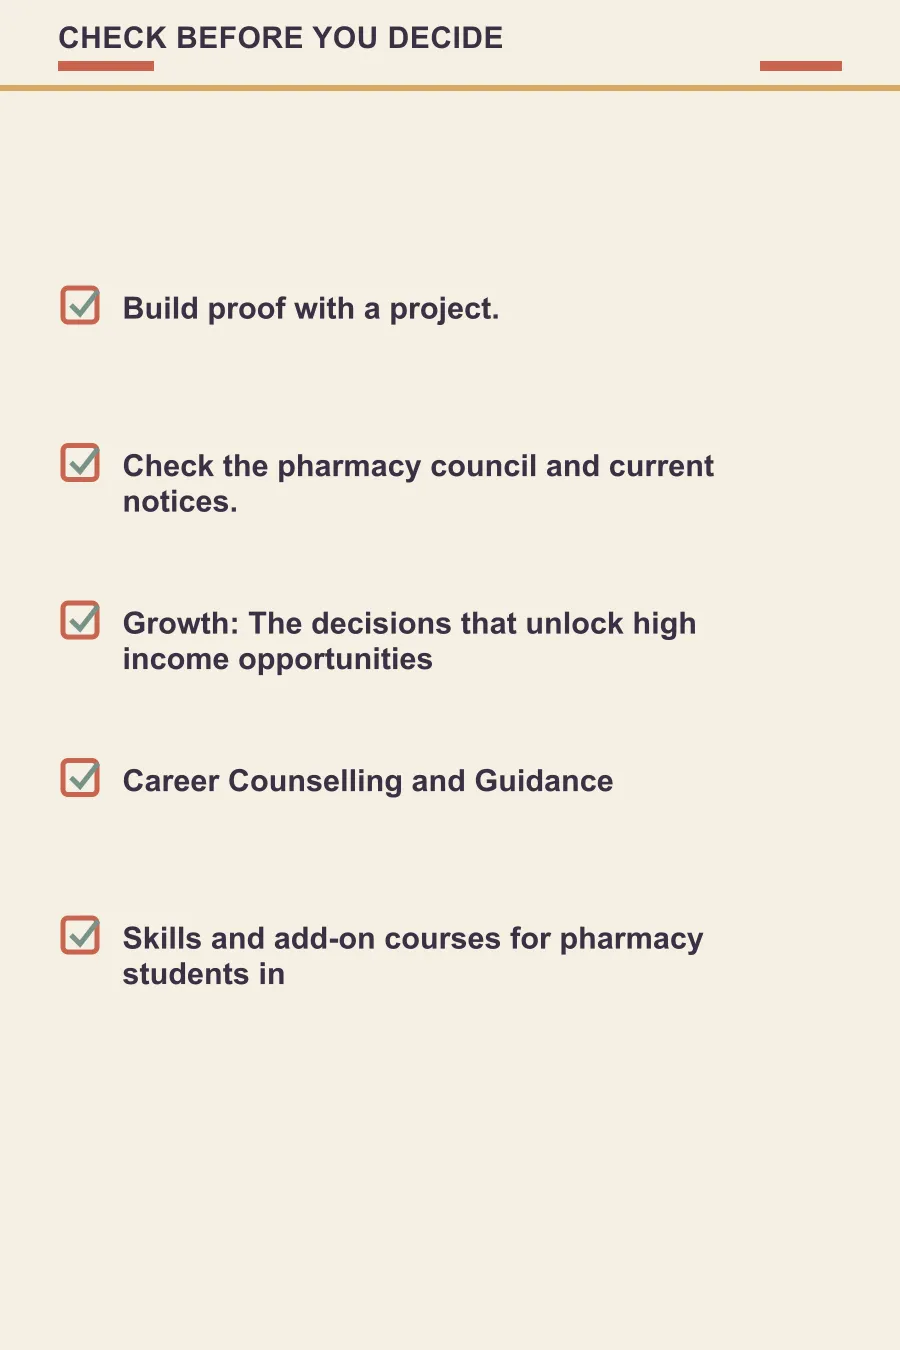 CHECK BEFORE YOU DECIDE
Build proof with a project.
Check the pharmacy council and current
notices.
Growth: The decisions that unlock high
income opportunities
Career Counselling and Guidance
Skills and add-on courses for pharmacy
students in